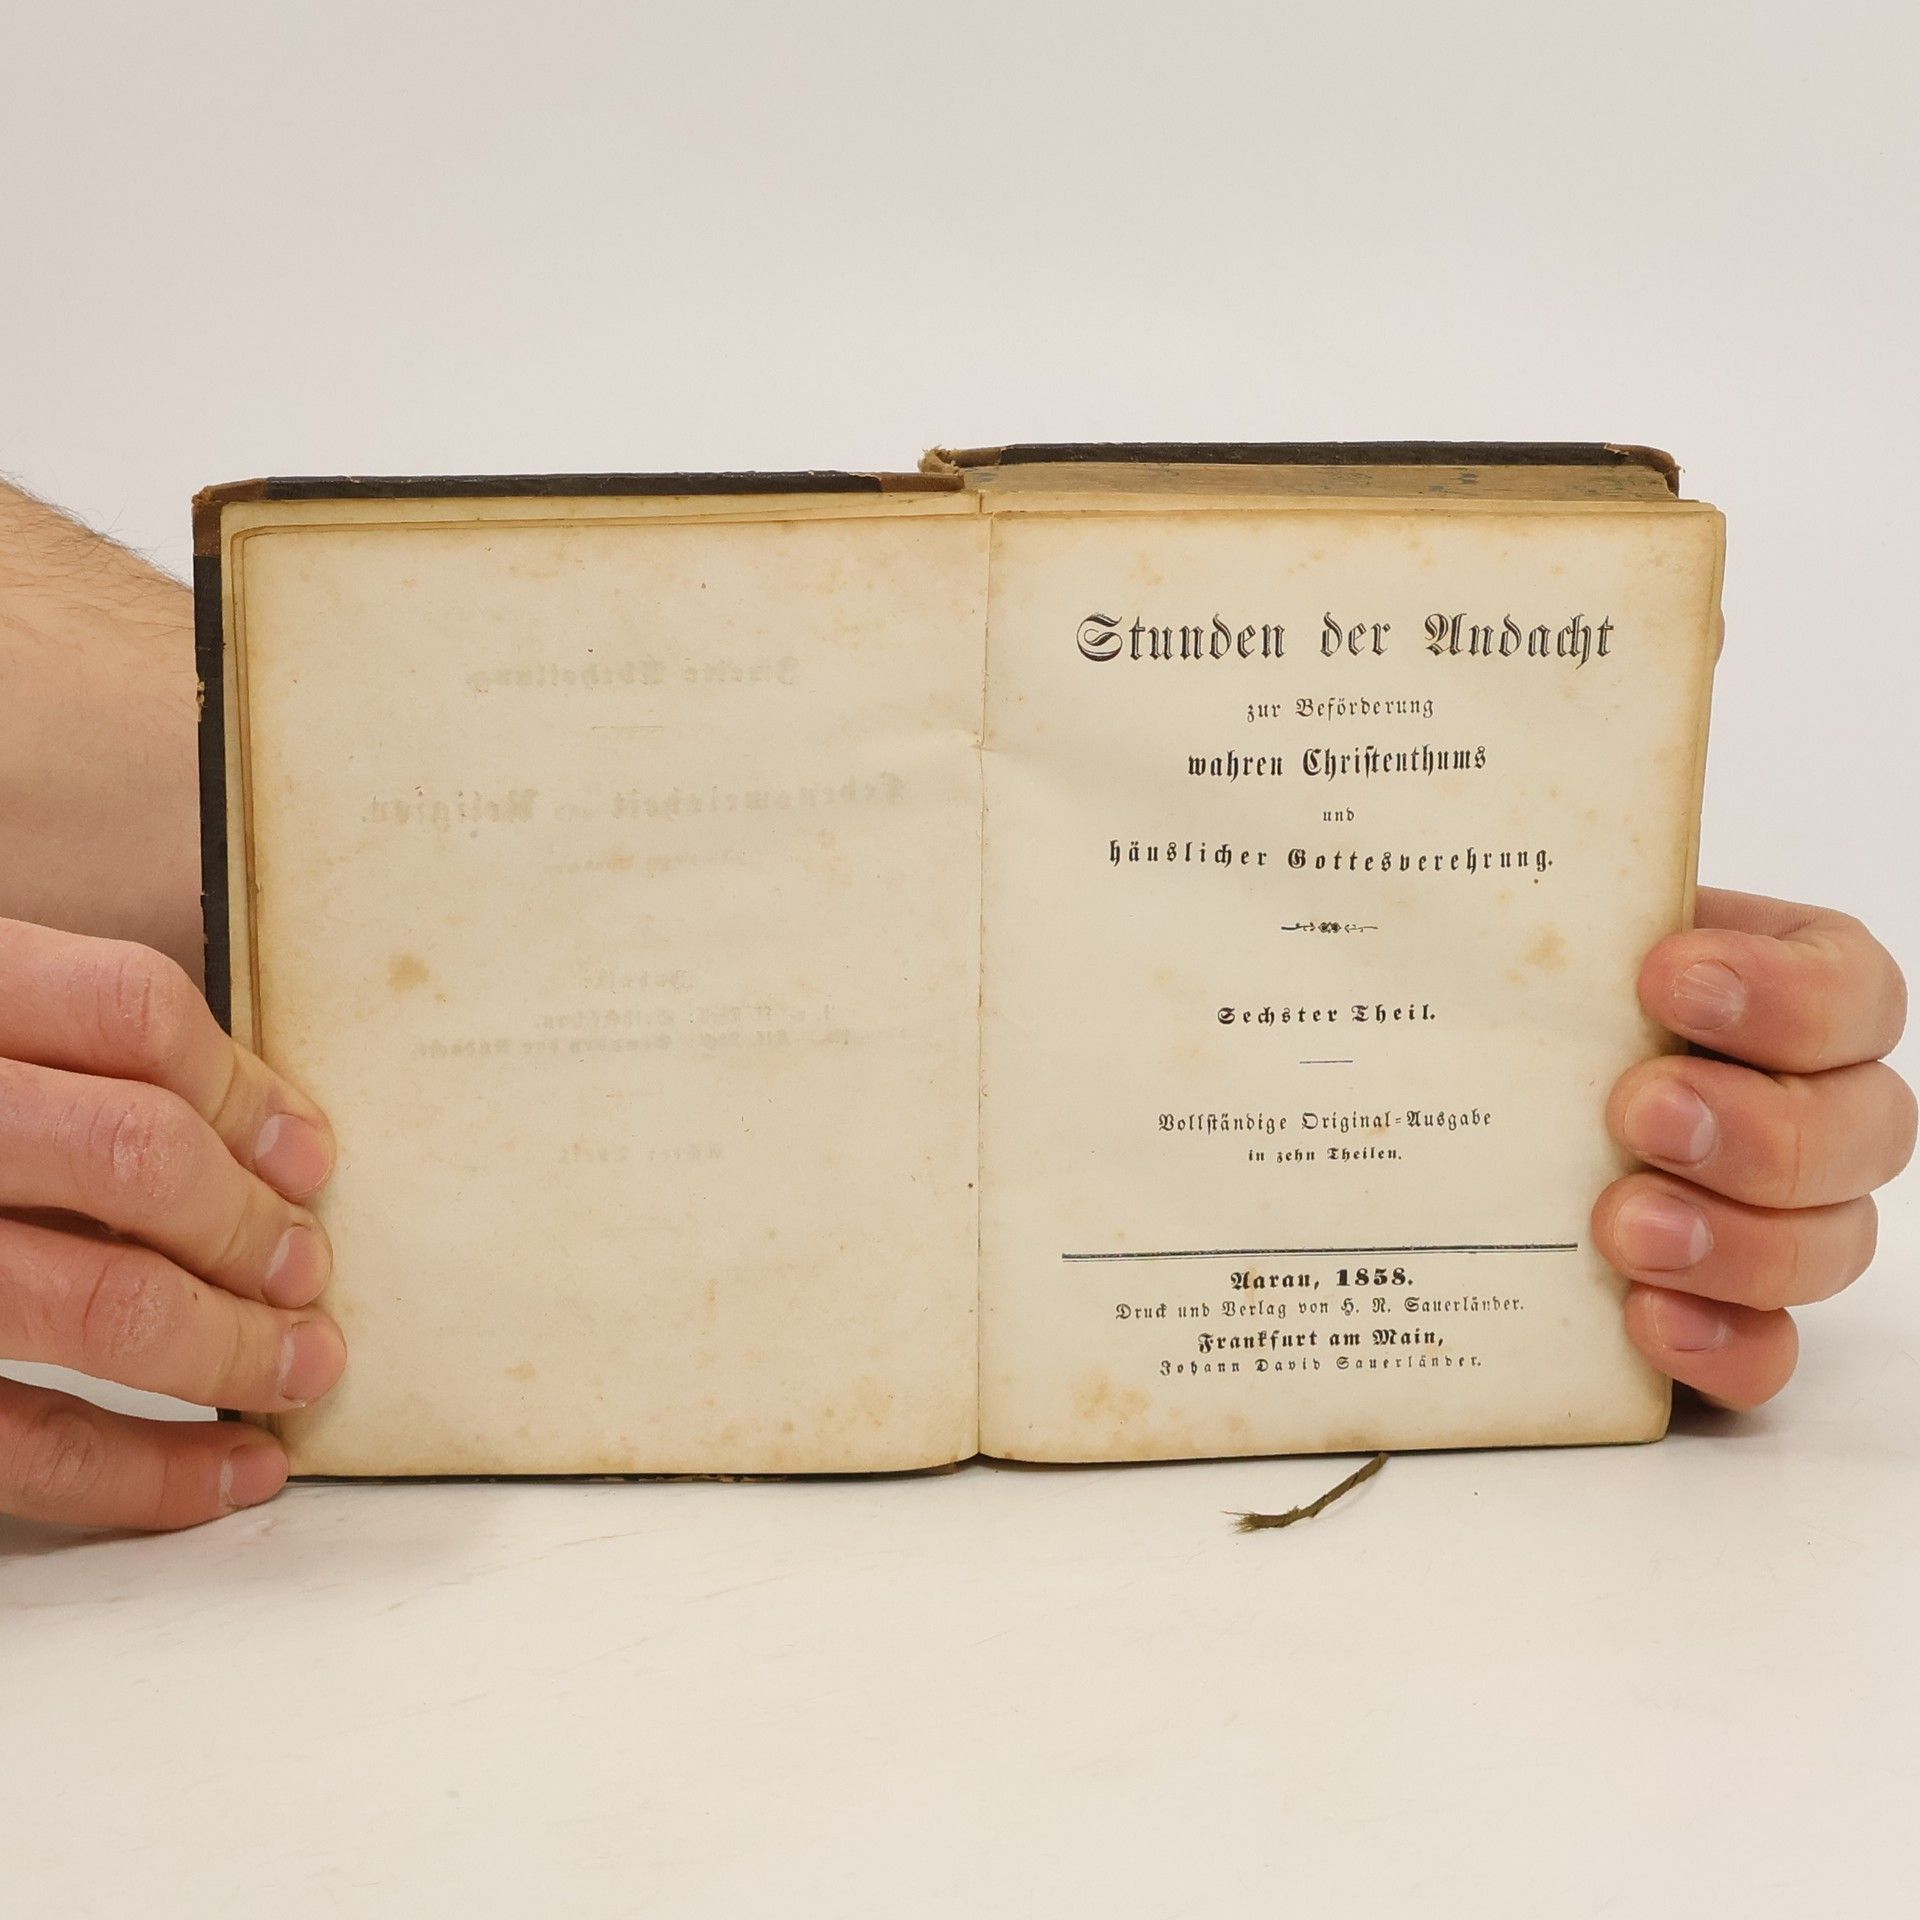 Stunden der Andacht
zur Beförderung
wahren Christenthums
und
häuslicher Gottesverehrung.
Sechster Theil.
Vollständige Original-Ausgabe
in zehn Theilen.
Aarau, 1858.
Druck und Verlag von H. R. Sauerländer.
Frankfurt am Main,
Johann David Sauerländer.